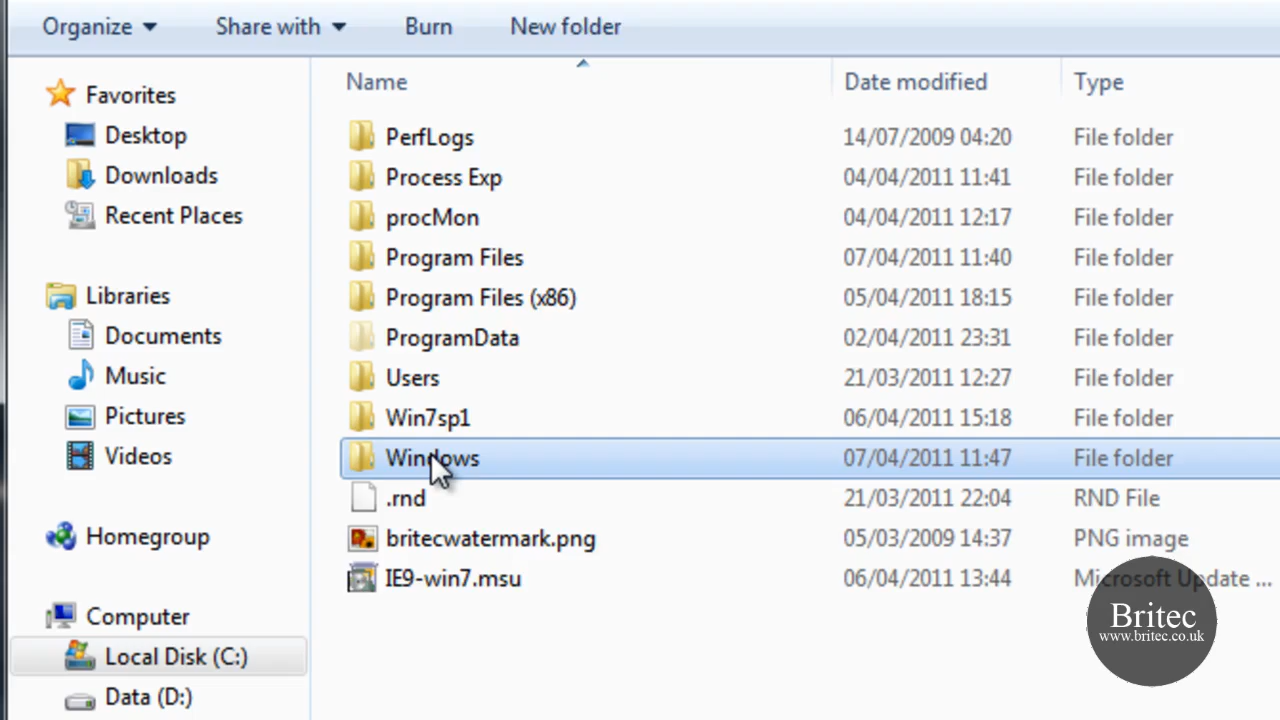 Organize Share with Burn New folder
Name Date modified Type
Favorites
Desktop
Downloads
Recent Places
Libraries
Documents
Music
Pictures
Videos
Homegroup
Computer
Local Disk (C:)
Data (D:)
PerfLogs 14/07/2009 04:20 File folder
Process Exp 04/04/2011 11:41 File folder
procMon 04/04/2011 12:17 File folder
Program Files 07/04/2011 11:40 File folder
Program Files (x86) 05/04/2011 18:15 File folder
ProgramData 02/04/2011 23:31 File folder
Users 21/03/2011 12:27 File folder
Win7sp1 06/04/2011 15:18 File folder
Windows 07/04/2011 11:47 File folder
.rnd 21/03/2011 22:04 RND File
britecwatermark.png 05/03/2009 14:37 PNG image
IE9-win7.msu 06/04/2011 13:44 Microsoft Update ...
Britec
www.britec.co.uk